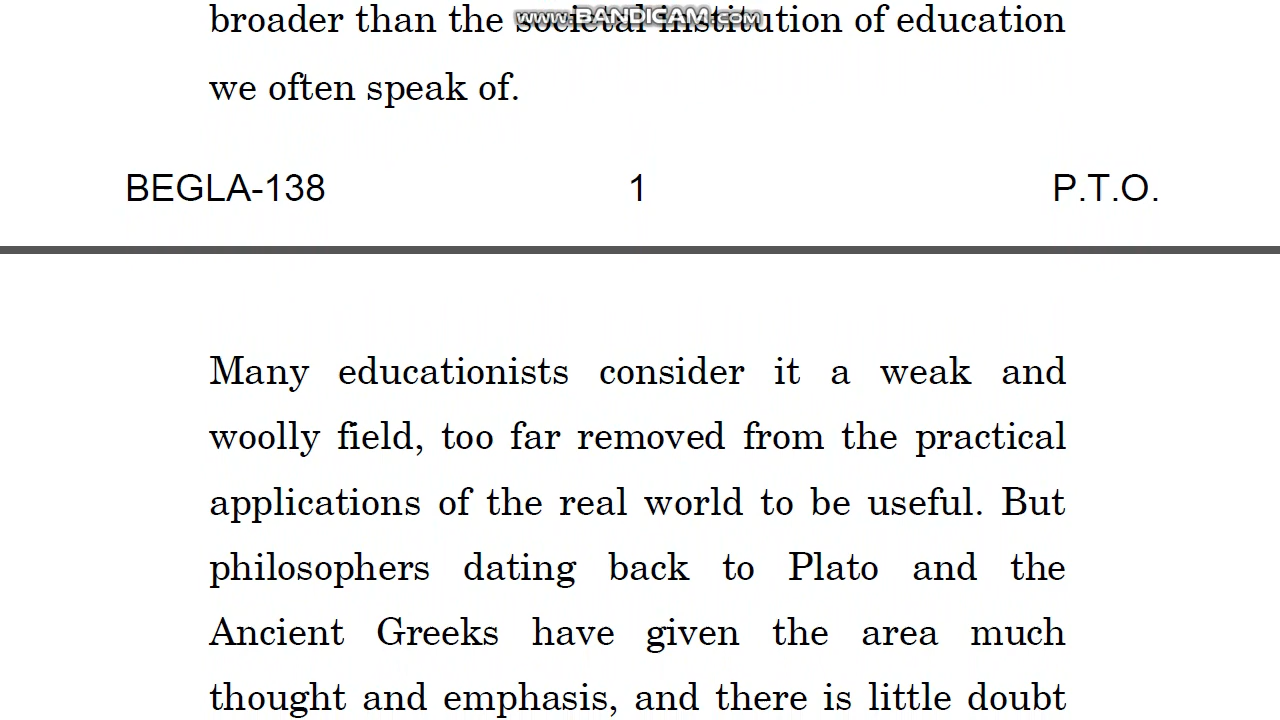 www.BANDICAM.com
broader than the societal institution of education
we often speak of.
BEGLA-138 1 P.T.O.
Many educationists consider it a weak and
woolly field, too far removed from the practical
applications of the real world to be useful. But
philosophers dating back to Plato and the
Ancient Greeks have given the area much
thought and emphasis, and there is little doubt